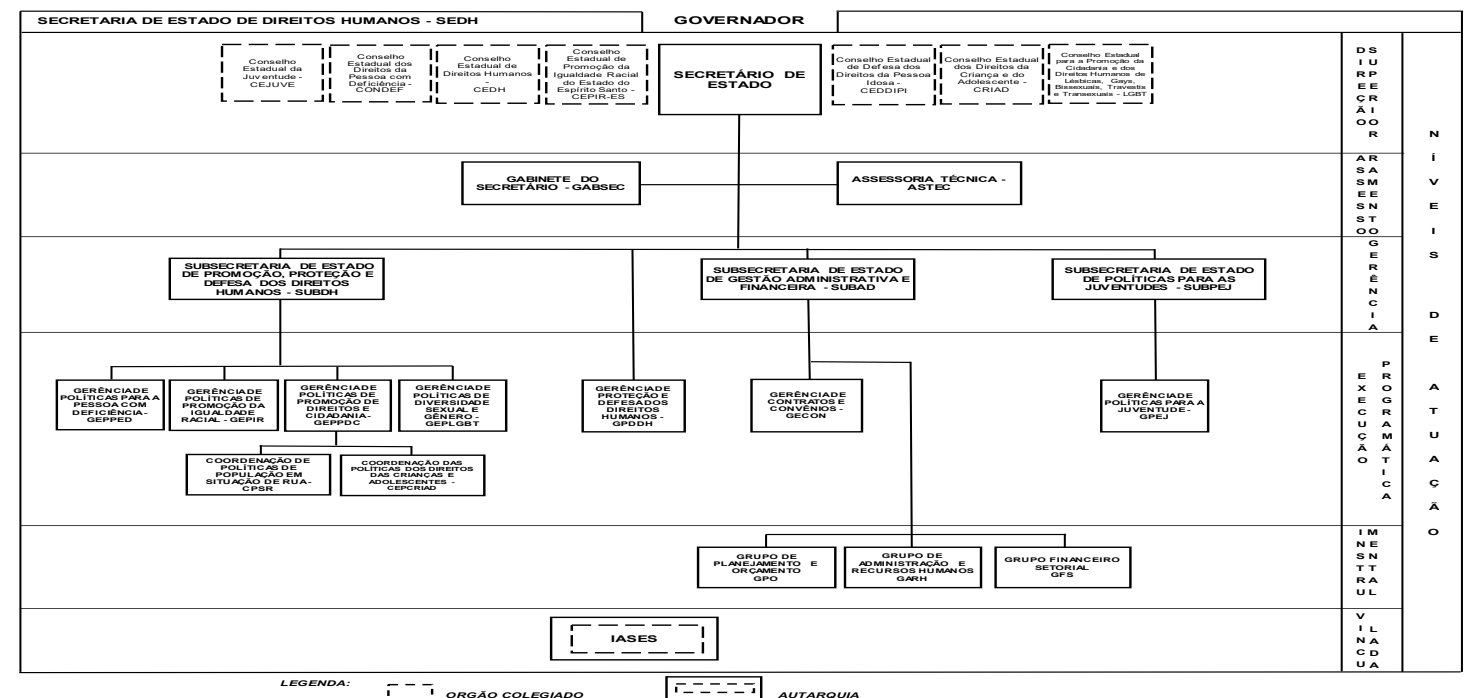 SECRETARIA DE ESTADO DE DIREITOS HUMANOS - SEDH
GOVERNADOR
Conselho
Estadual da
Juventude -
CEJUVE
Conselho
Estadual dos
Direitos da
Pessoa com
Deficiência -
CONDEF
Conselho
Estadual de
Direitos Humanos
-
CEDH
Conselho
Estadual de
Promoção da
Igualdade Racial
do Estado do
Espírito Santo -
CEPIR-ES
SECRETÁRIO DE
ESTADO
Conselho Estadual
de Defesa dos
Direitos da Pessoa
Idosa -
CEDDIPI
Conselho Estadual
dos Direitos da
Criança e do
Adolescente -
CRIAD
Conselho Estadual
para a Promoção da
Cidadania e dos
Direitos Humanos de
Lésbicas, Gays,
Bissexuais, Travestis
e Transexuais - LGBT
DIREÇÃO
SUPERIOR
GABINETE DO
SECRETÁRIO - GABSEC
ASSESSORIA TÉCNICA -
ASTEC
ASSESSO
RAMENTO
SUBSECRETARIA DE ESTADO
DE PROMOÇÃO, PROTEÇÃO E
DEFESA DOS DIREITOS
HUMANOS - SUBDH
SUBSECRETARIA DE ESTADO
DE GESTÃO ADMINISTRATIVA E
FINANCEIRA - SUBAD
SUBSECRETARIA DE ESTADO
DE POLÍTICAS PARA AS
JUVENTUDES - SUBPEJ
GERÊNCIA
GERÊNCIA DE
POLÍTICAS PARA A
PESSOA COM
DEFICIÊNCIA-
GEPPED
GERÊNCIA DE
POLÍTICAS DE
PROMOÇÃO DA
IGUALDADE
RACIAL - GEPIR
GERÊNCIA DE
POLÍTICAS DE
PROMOÇÃO DE
DIREITOS E
CIDADANIA-
GEPPDC
GERÊNCIA DE
POLÍTICAS DE
DIVERSIDADE
SEXUAL E
GÊNERO -
GEPLGBT
GERÊNCIA DE
PROTEÇÃO E
DEFESA DOS
DIREITOS
HUMANOS -
GPDDH
GERÊNCIA DE
CONTRATOS E
CONVÊNIOS -
GECON
GERÊNCIA DE
POLÍTICAS PARA A
JUVENTUDE-
GPEJ
COORDENAÇÃO DE
POLÍTICAS DE
POPULAÇÃO EM
SITUAÇÃO DE RUA-
CPSR
COORDENAÇÃO DAS
POLÍTICAS DOS DIREITOS
DAS CRIANÇAS E
ADOLESCENTES -
CEPCRIAD
EXECUÇÃO
PROGRAMÁTICA
GRUPO DE
PLANEJAMENTO E
ORÇAMENTO
GPO
GRUPO DE
ADMINISTRAÇÃO E
RECURSOS HUMANOS
GARH
GRUPO FINANCEIRO
SETORIAL
GFS
INSTRU
MENTAL
IASES
VINCU
LADA
NÍVEIS DE ATUAÇÃO
LEGENDA:
ORGÃO COLEGIADO
AUTARQUIA